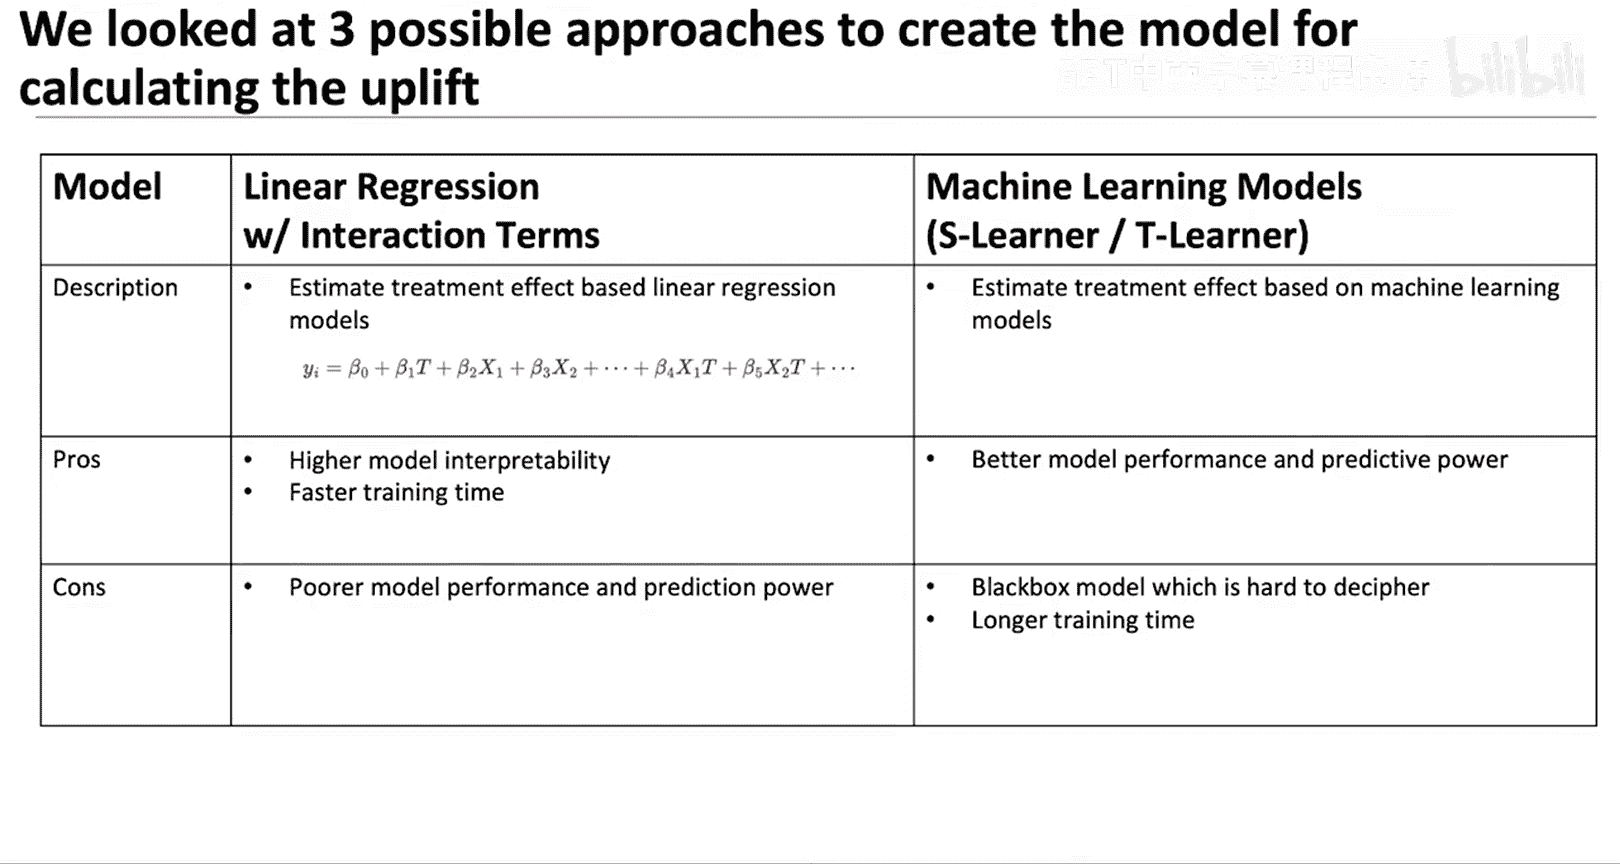 We looked at 3 possible approaches to create the model for
calculating the uplift
bilibili
Model
Linear Regression
w/ Interaction Terms
Machine Learning Models
(S-Learner / T-Learner)
Description
• Estimate treatment effect based linear regression
models
yᵢ = β₀ + β₁T + β₂X₁ + β₃X₂ + ··· + β₄X₁T + β₅X₂T + ···
• Estimate treatment effect based on machine learning
models
Pros
• Higher model interpretability
• Faster training time
• Better model performance and predictive power
Cons
• Poorer model performance and prediction power
• Blackbox model which is hard to decipher
• Longer training time